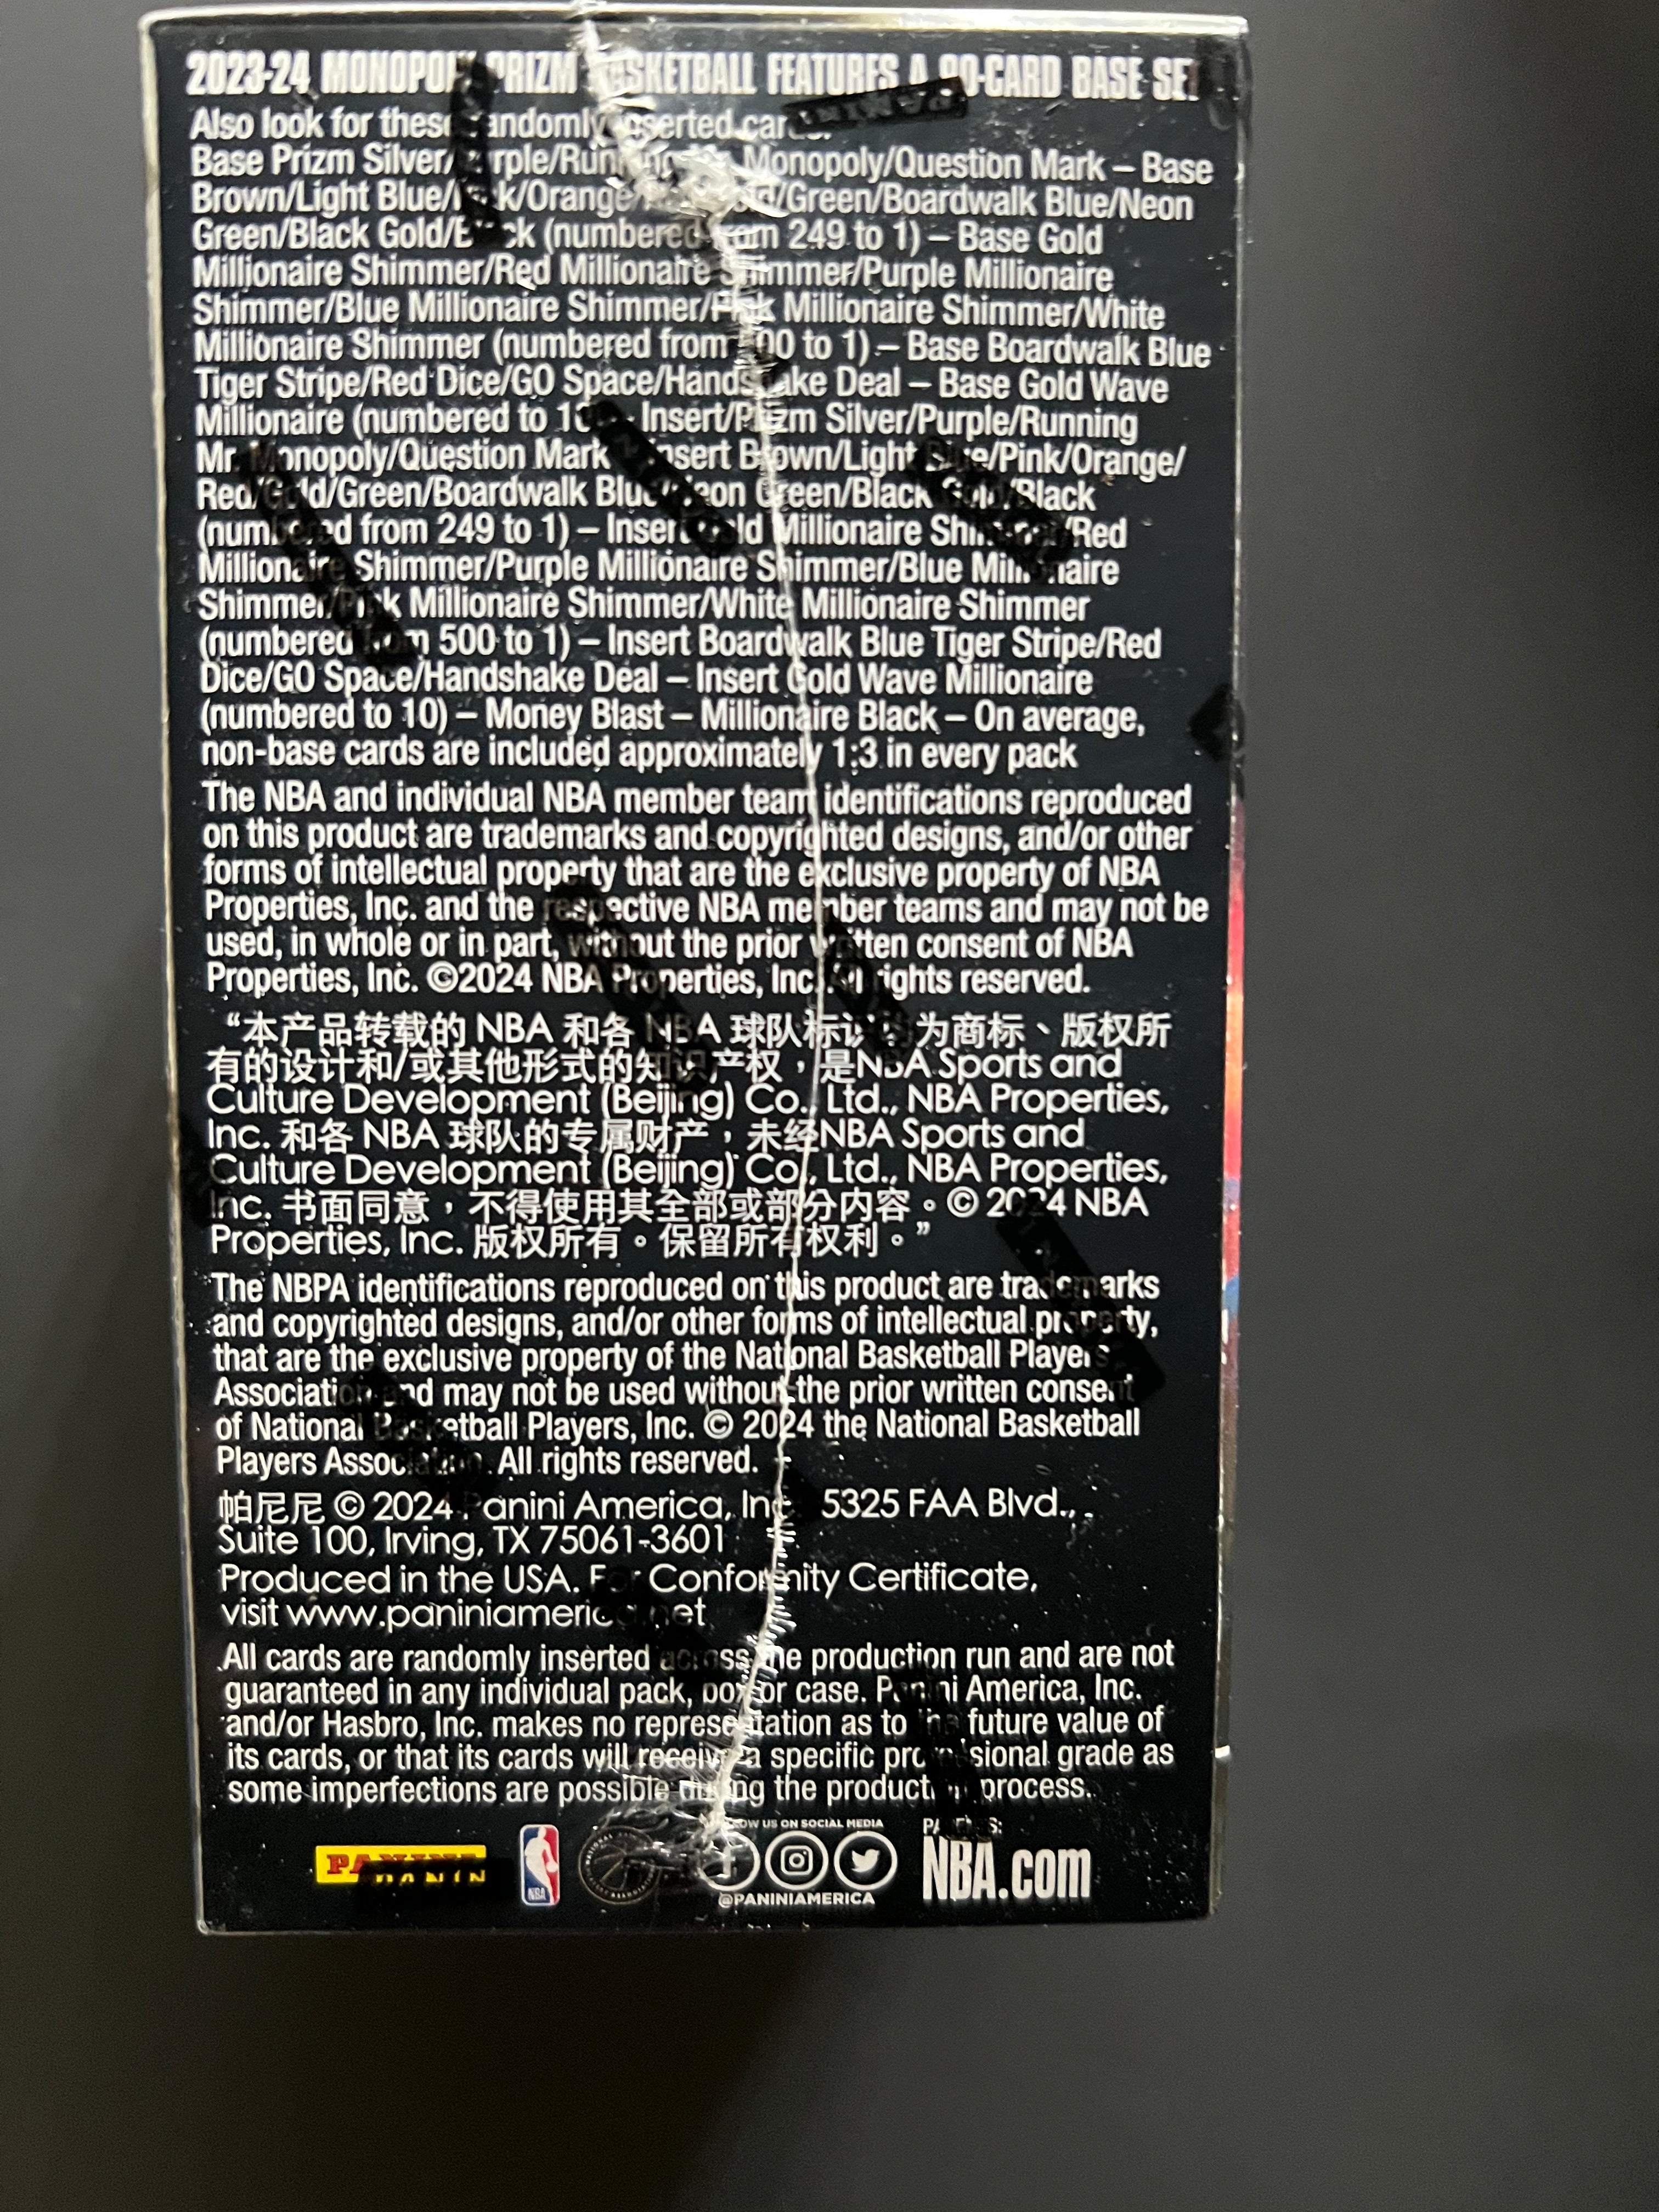 2023-24 MONOPOLY PRIZM BASKETBALL FEATURES A 90-CARD BASE SET
Also look for these randomly inserted cards:
Base Prizm Silver/Purple/Running Mr. Monopoly/Question Mark – Base
Brown/Light Blue/Pink/Orange/Red/Gold/Green/Boardwalk Blue/Neon
Green/Black Gold/Black (numbered from 249 to 1) – Base Gold
Millionaire Shimmer/Red Millionaire Shimmer/Purple Millionaire
Shimmer/Blue Millionaire Shimmer/Pink Millionaire Shimmer/White
Millionaire Shimmer (numbered from 500 to 1) – Base Boardwalk Blue
Tiger Stripe/Red Dice/GO Space/Handshake Deal – Base Gold Wave
Millionaire (numbered to 10) – Insert/Prizm Silver/Purple/Running
Mr. Monopoly/Question Mark – Insert Brown/Light Blue/Pink/Orange/
Red/Gold/Green/Boardwalk Blue/Neon Green/Black Gold/Black
(numbered from 249 to 1) – Insert Gold Millionaire Shimmer/Red
Millionaire Shimmer/Purple Millionaire Shimmer/Blue Millionaire
Shimmer/Pink Millionaire Shimmer/White Millionaire Shimmer
(numbered from 500 to 1) – Insert Boardwalk Blue Tiger Stripe/Red
Dice/GO Space/Handshake Deal – Insert Gold Wave Millionaire
(numbered to 10) – Money Blast – Millionaire Black – On average,
non-base cards are included approximately 1:3 in every pack
The NBA and individual NBA member team identifications reproduced
on this product are trademarks and copyrighted designs, and/or other
forms of intellectual property that are the exclusive property of NBA
Properties, Inc. and the respective NBA member teams and may not be
used, in whole or in part, without the prior written consent of NBA
Properties, Inc. ©2024 NBA Properties, Inc. All rights reserved.
“本产品转载的 NBA 和各 NBA 球队标识均为商标、版权所
有的设计和/或其他形式的知识产权，是NBA Sports and
Culture Development (Beijing) Co., Ltd., NBA Properties,
Inc. 和各 NBA 球队的专属财产，未经NBA Sports and
Culture Development (Beijing) Co., Ltd., NBA Properties,
Inc. 书面同意，不得使用其全部或部分内容。© 2024 NBA
Properties, Inc. 版权所有。保留所有权利。”
The NBPA identifications reproduced on this product are trademarks
and copyrighted designs, and/or other forms of intellectual property,
that are the exclusive property of the National Basketball Players
Association and may not be used without the prior written consent
of National Basketball Players, Inc. © 2024 the National Basketball
Players Association. All rights reserved.
帕尼尼 © 2024 Panini America, Inc. 5325 FAA Blvd.,
Suite 100, Irving, TX 75061-3601
Produced in the USA. For Conformity Certificate,
visit www.paniniamerica.net
All cards are randomly inserted across the production run and are not
guaranteed in any individual pack, box or case. Panini America, Inc.
and/or Hasbro, Inc. makes no representation as to the future value of
its cards, or that its cards will receive a specific professional grade as
some imperfections are possible during the production process.
FOLLOW US ON SOCIAL MEDIA
PANINI
NBA
@PANINIAMERICA
NBA.com